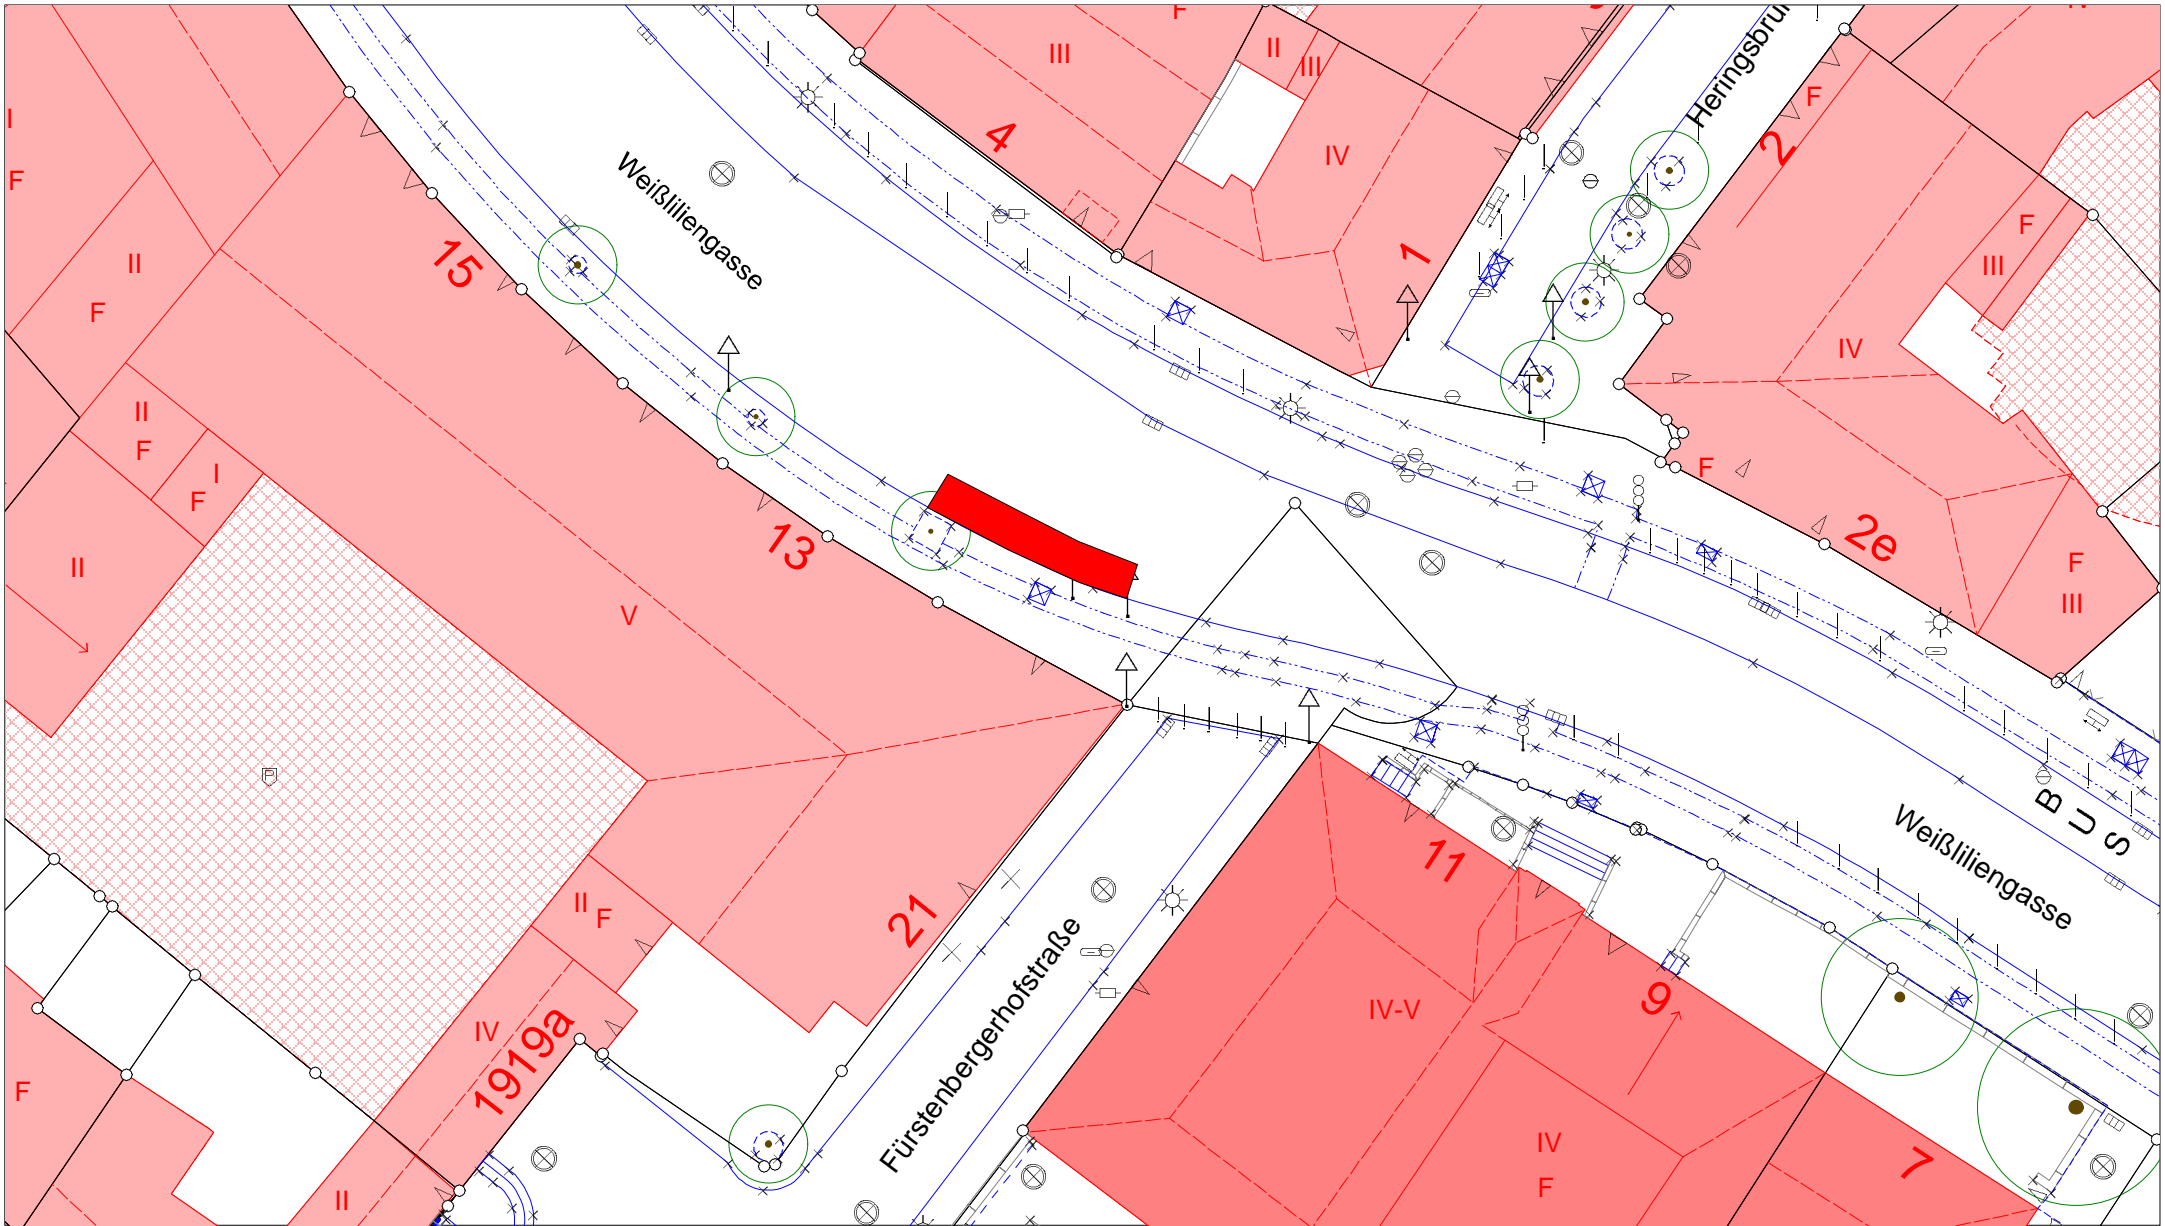 F
III
II
III
Heringsbru
I
F
4
IV
1
2
F
Weißliliengasse
15
II
F
F
III
IV
II
F
I
F
F
2e
13
II
V
F
III
P
BUS
Weißliliengasse
11
21
II F
Fürstenbergerhofstraße
IV-V
9
IV
1919a
F
IV
F
7
II